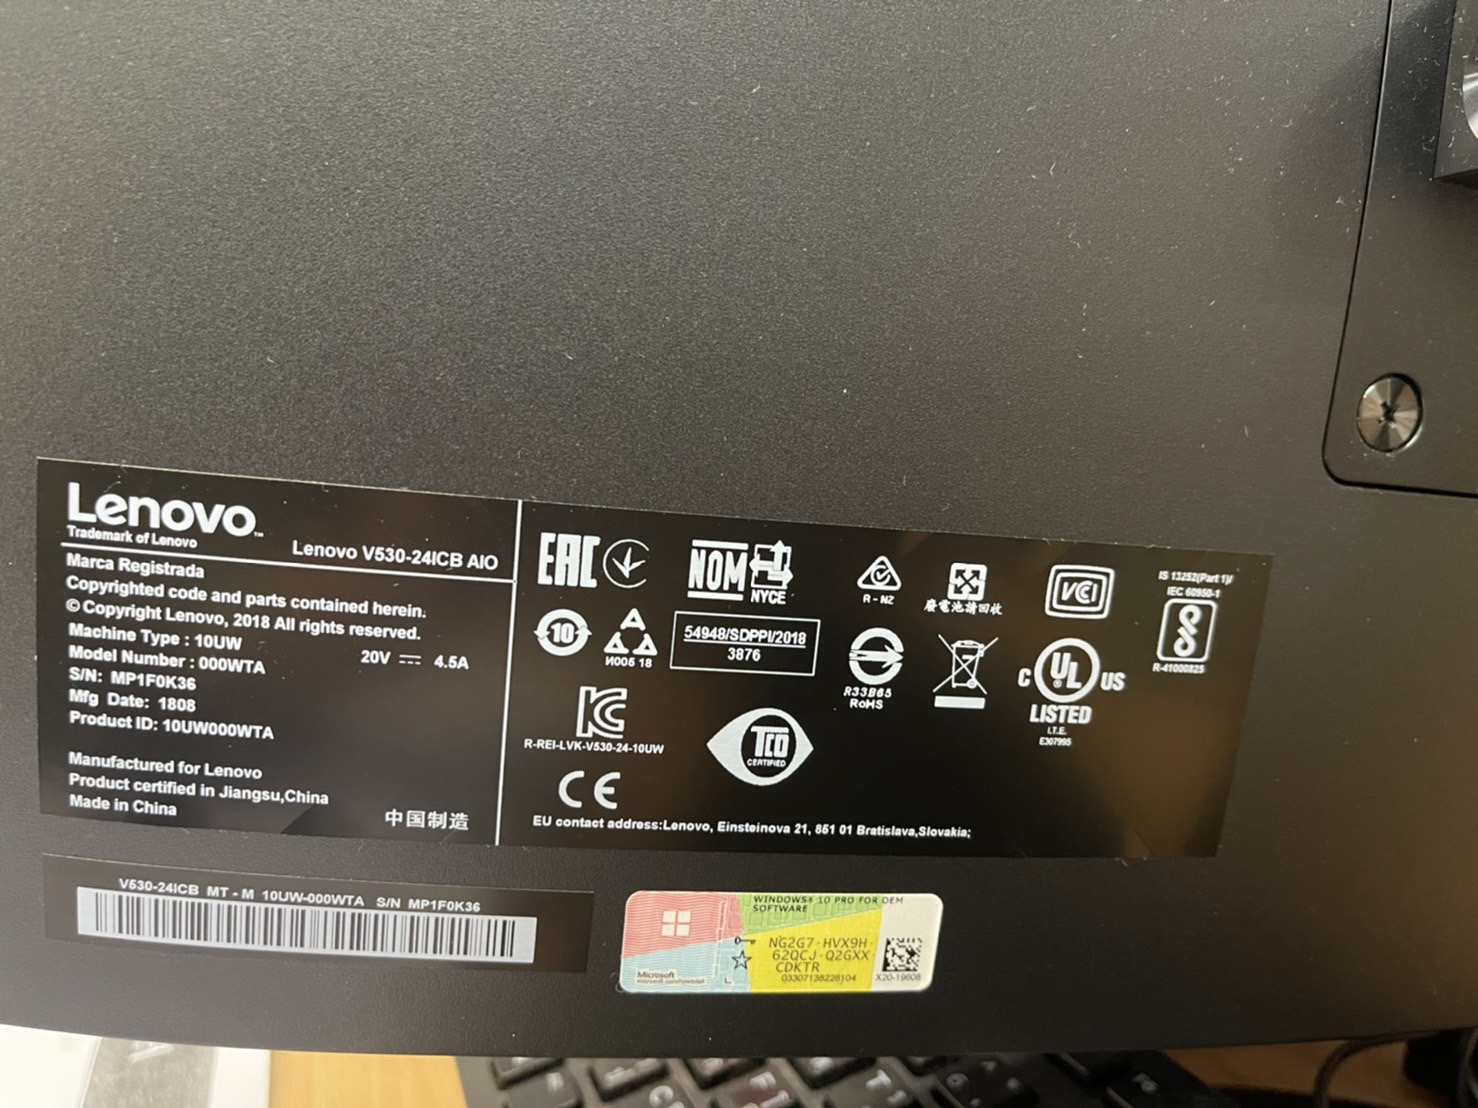 Lenovo™
Trademark of Lenovo
Lenovo V530-24ICB AIO
Marca Registrada
Copyrighted code and parts contained herein.
© Copyright Lenovo, 2018 All rights reserved.
Machine Type : 10UW
Model Number : 000WTA
20V 4.5A
S/N: MP1F0K36
Mfg Date: 1808
Product ID: 10UW000WTA
Manufactured for Lenovo
Product certified in Jiangsu,China
Made in China
中国制造
EAC
NOM
NYCE
R-NZ
廢電池請回收
VCI
IS 13252(Part 1)/
IEC 60950-1
R-41000825
10
И005 18
54948/SDPPI/2018
3876
R33B65
RoHS
C UL US
LISTED
I.T.E.
E307995
R-REI-LVK-V530-24-10UW
TCO
CERTIFIED
CE
EU contact address:Lenovo, Einsteinova 21, 851 01 Bratislava,Slovakia;
V530-24ICB MT-M 10UW-000WTA S/N MP1F0K36
WINDOWS® 10 PRO FOR OEM
SOFTWARE
NG2G7-HVX9H-
62QCJ-Q2GXX-
CDKTR
03307138228104
X20-19608
Microsoft